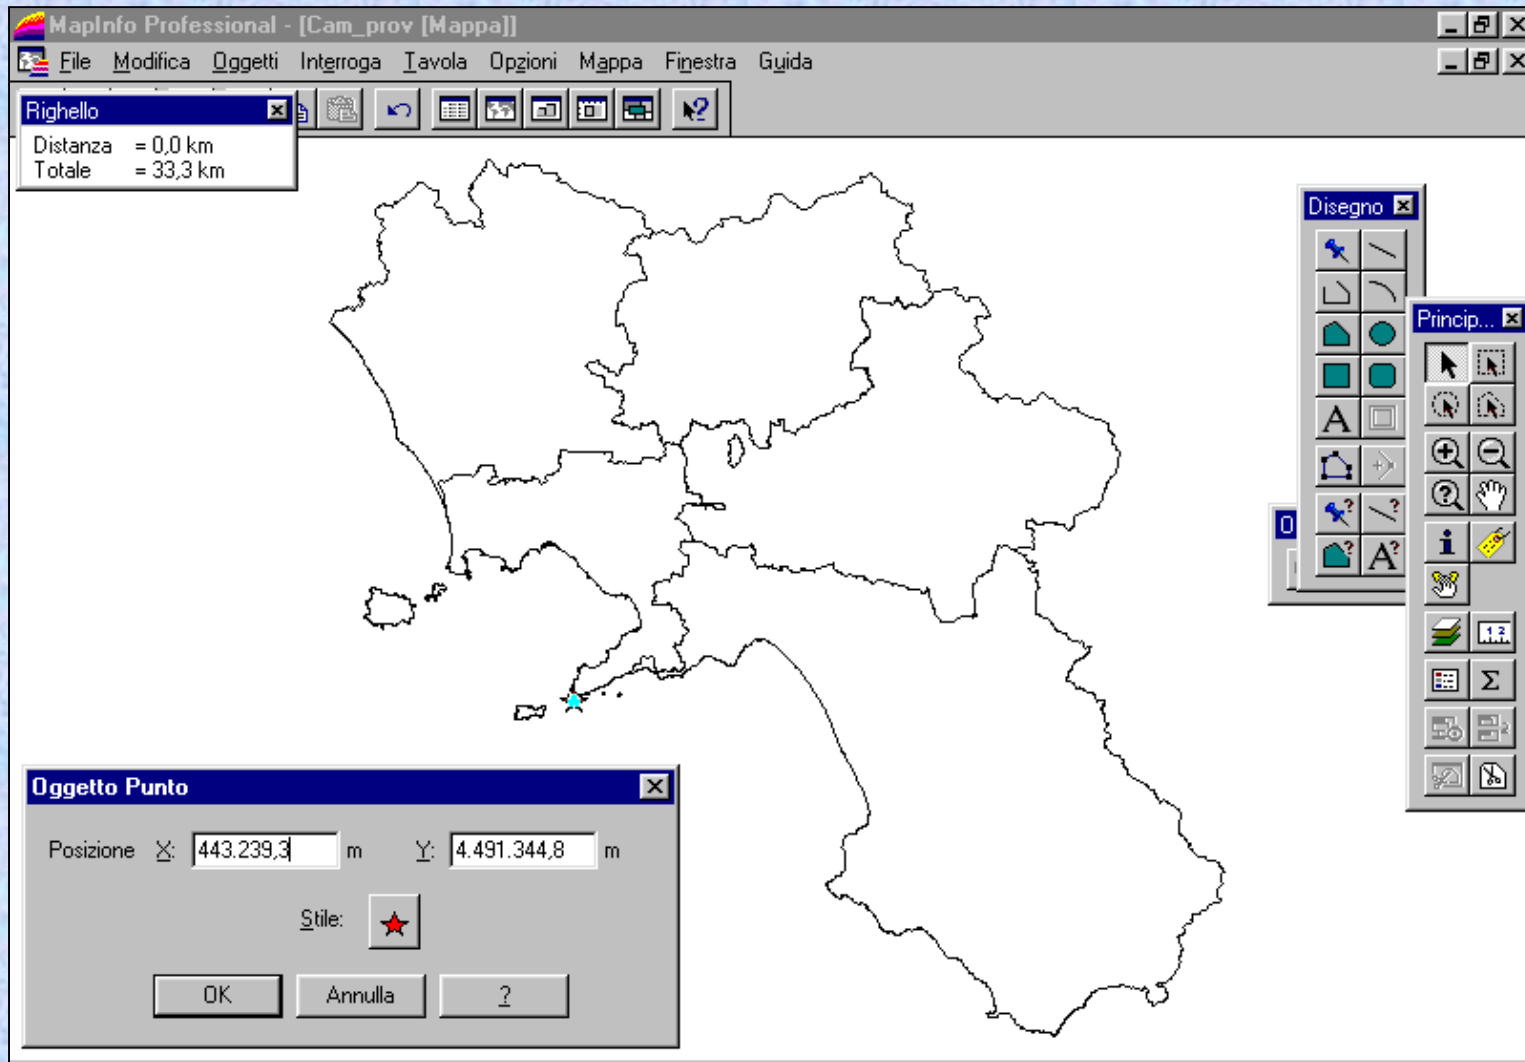 MapInfo Professional - [Cam_prov [Mappa]]
File Modifica Oggetti Interroga Tavola Opzioni Mappa Finestra Guida
Righello
Distanza = 0,0 km
Totale = 33,3 km
Disegno
Princip...
O
Oggetto Punto
Posizione X: 443.239,3 m Y: 4.491.344,8 m
Stile:
OK Annulla ?